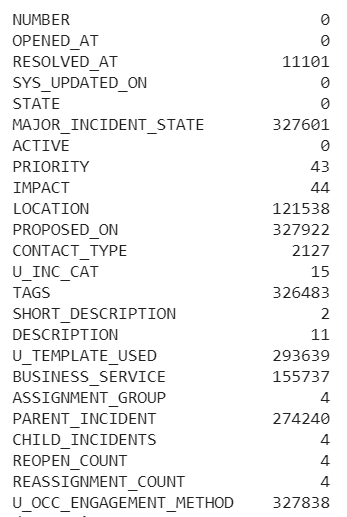 NUMBER 0
OPENED_AT 0
RESOLVED_AT 11101
SYS_UPDATED_ON 0
STATE 0
MAJOR_INCIDENT_STATE 327601
ACTIVE 0
PRIORITY 43
IMPACT 44
LOCATION 121538
PROPOSED_ON 327922
CONTACT_TYPE 2127
U_INC_CAT 15
TAGS 326483
SHORT_DESCRIPTION 2
DESCRIPTION 11
U_TEMPLATE_USED 293639
BUSINESS_SERVICE 155737
ASSIGNMENT_GROUP 4
PARENT_INCIDENT 274240
CHILD_INCIDENTS 4
REOPEN_COUNT 4
REASSIGNMENT_COUNT 4
U_OCC_ENGAGEMENT_METHOD 327838